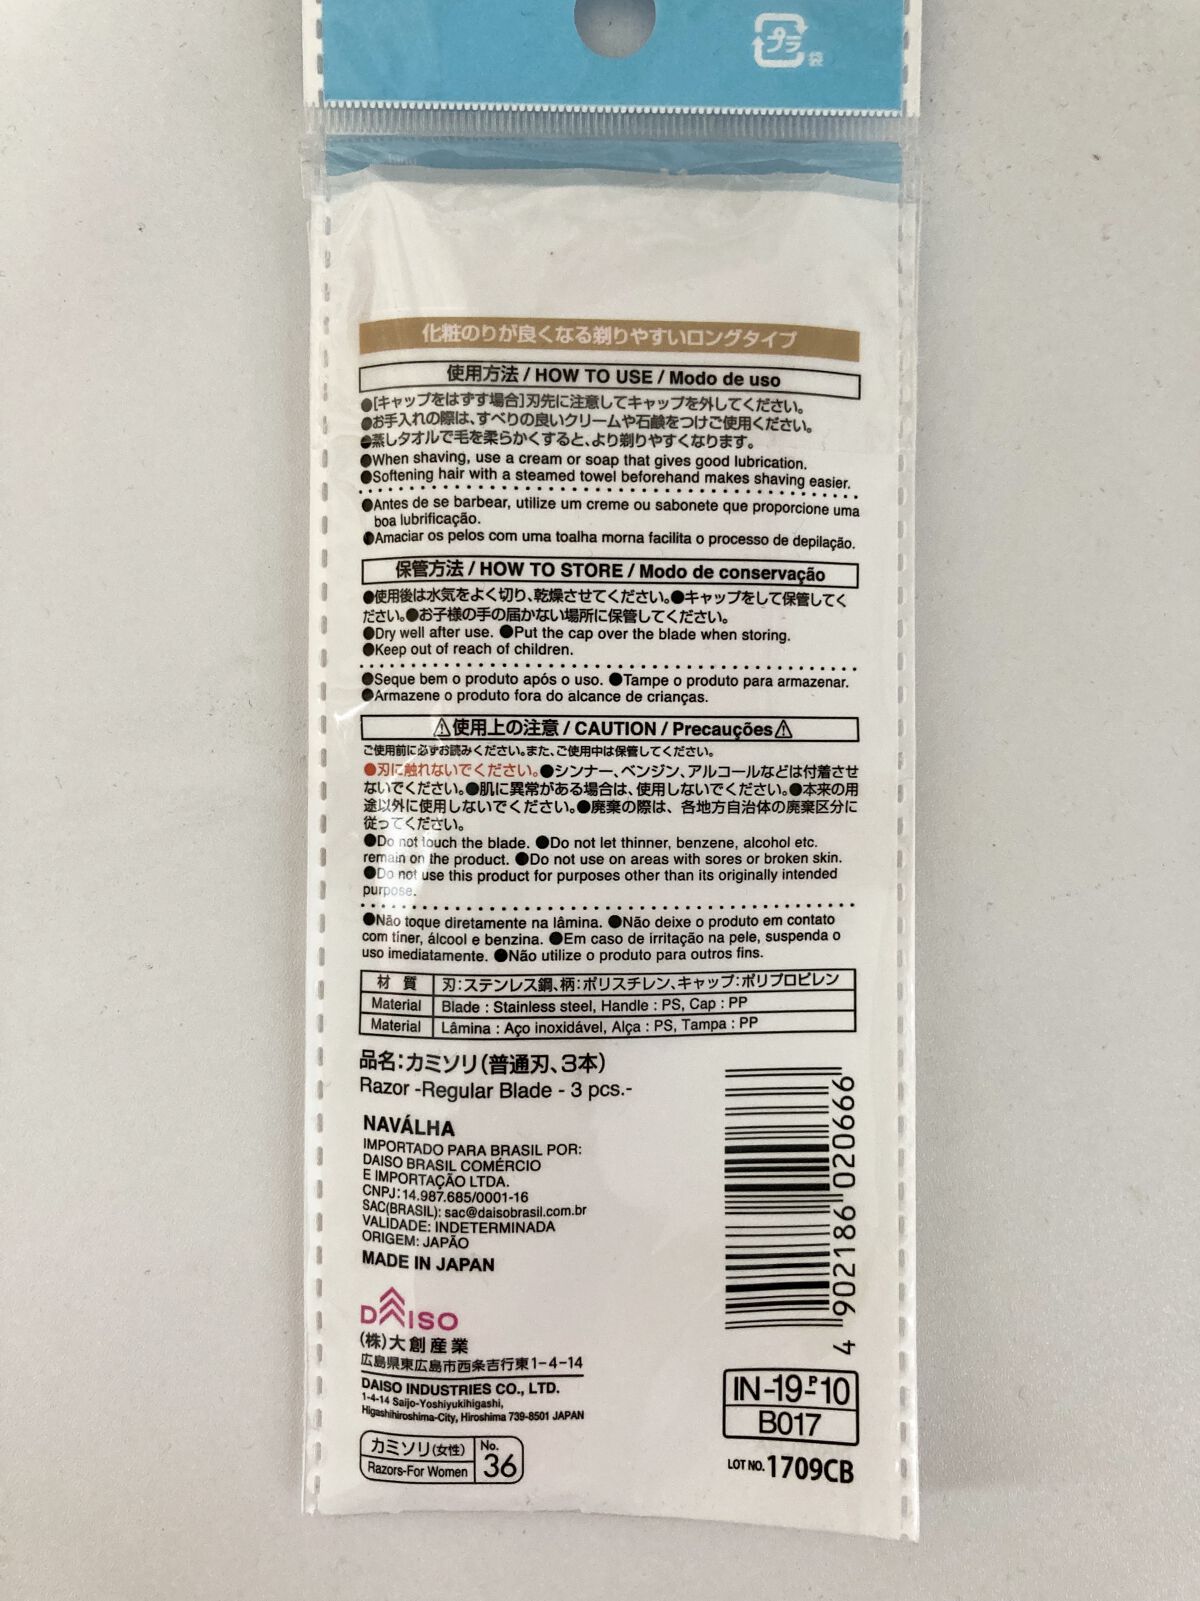 プラ
袋
化粧のりが良くなる剃りやすいロングタイプ
使用方法 / HOW TO USE / Modo de uso
●[キャップをはずす場合]刃先に注意してキャップを外してください。
●お手入れの際は、すべりの良いクリームや石鹸をつけご使用ください。
●蒸しタオルで毛を柔らかくすると、より剃りやすくなります。
●When shaving, use a cream or soap that gives good lubrication.
●Softening hair with a steamed towel beforehand makes shaving easier.
●Antes de se barbear, utilize um creme ou sabonete que proporcione uma
boa lubrificação.
●Amaciar os pelos com uma toalha morna facilita o processo de depilação.
保管方法 / HOW TO STORE / Modo de conservação
●使用後は水気をよく切り、乾燥させてください。●キャップをして保管してく
ださい。●お子様の手の届かない場所に保管してください。
●Dry well after use. ●Put the cap over the blade when storing.
●Keep out of reach of children.
●Seque bem o produto após o uso. ●Tampe o produto para armazenar.
●Armazene o produto fora do alcance de crianças.
⚠使用上の注意 / CAUTION / Precauções⚠
ご使用前に必ずお読みください。また、ご使用中は保管してください。
●刃に触れないでください。●シンナー、ベンジン、アルコールなどは付着させ
ないでください。●肌に異常がある場合は、使用しないでください。●本来の用
途以外に使用しないでください。●廃棄の際は、各地方自治体の廃棄区分に
従ってください。
●Do not touch the blade. ●Do not let thinner, benzene, alcohol etc.
remain on the product. ●Do not use on areas with sores or broken skin.
●Do not use this product for purposes other than its originally intended
purpose.
●Não toque diretamente na lâmina. ●Não deixe o produto em contato
com tíner, álcool e benzina. ●Em caso de irritação na pele, suspenda o
uso imediatamente. ●Não utilize o produto para outros fins.
材 質 刃：ステンレス鋼、柄：ポリスチレン、キャップ：ポリプロピレン
Material Blade : Stainless steel, Handle : PS, Cap : PP
Material Lâmina : Aço inoxidável, Alça : PS, Tampa : PP
品名：カミソリ（普通刃、3本）
Razor -Regular Blade - 3 pcs.-
NAVÁLHA
IMPORTADO PARA BRASIL POR:
DAISO BRASIL COMÉRCIO
E IMPORTAÇÃO LTDA.
CNPJ:14.987.685/0001-16
SAC(BRASIL): sac@daisobrasil.com.br
VALIDADE: INDETERMINADA
ORIGEM: JAPÃO
MADE IN JAPAN
DAISO
(株)大創産業
広島県東広島市西条吉行東1-4-14
DAISO INDUSTRIES CO., LTD.
1-4-14 Saijo-Yoshiyukihigashi,
Higashihiroshima-City, Hiroshima 739-8501 JAPAN
カミソリ(女性)
Razors-For Women
No.
36
4 902186 020666
IN-19-P10
B017
LOT NO. 1709CB